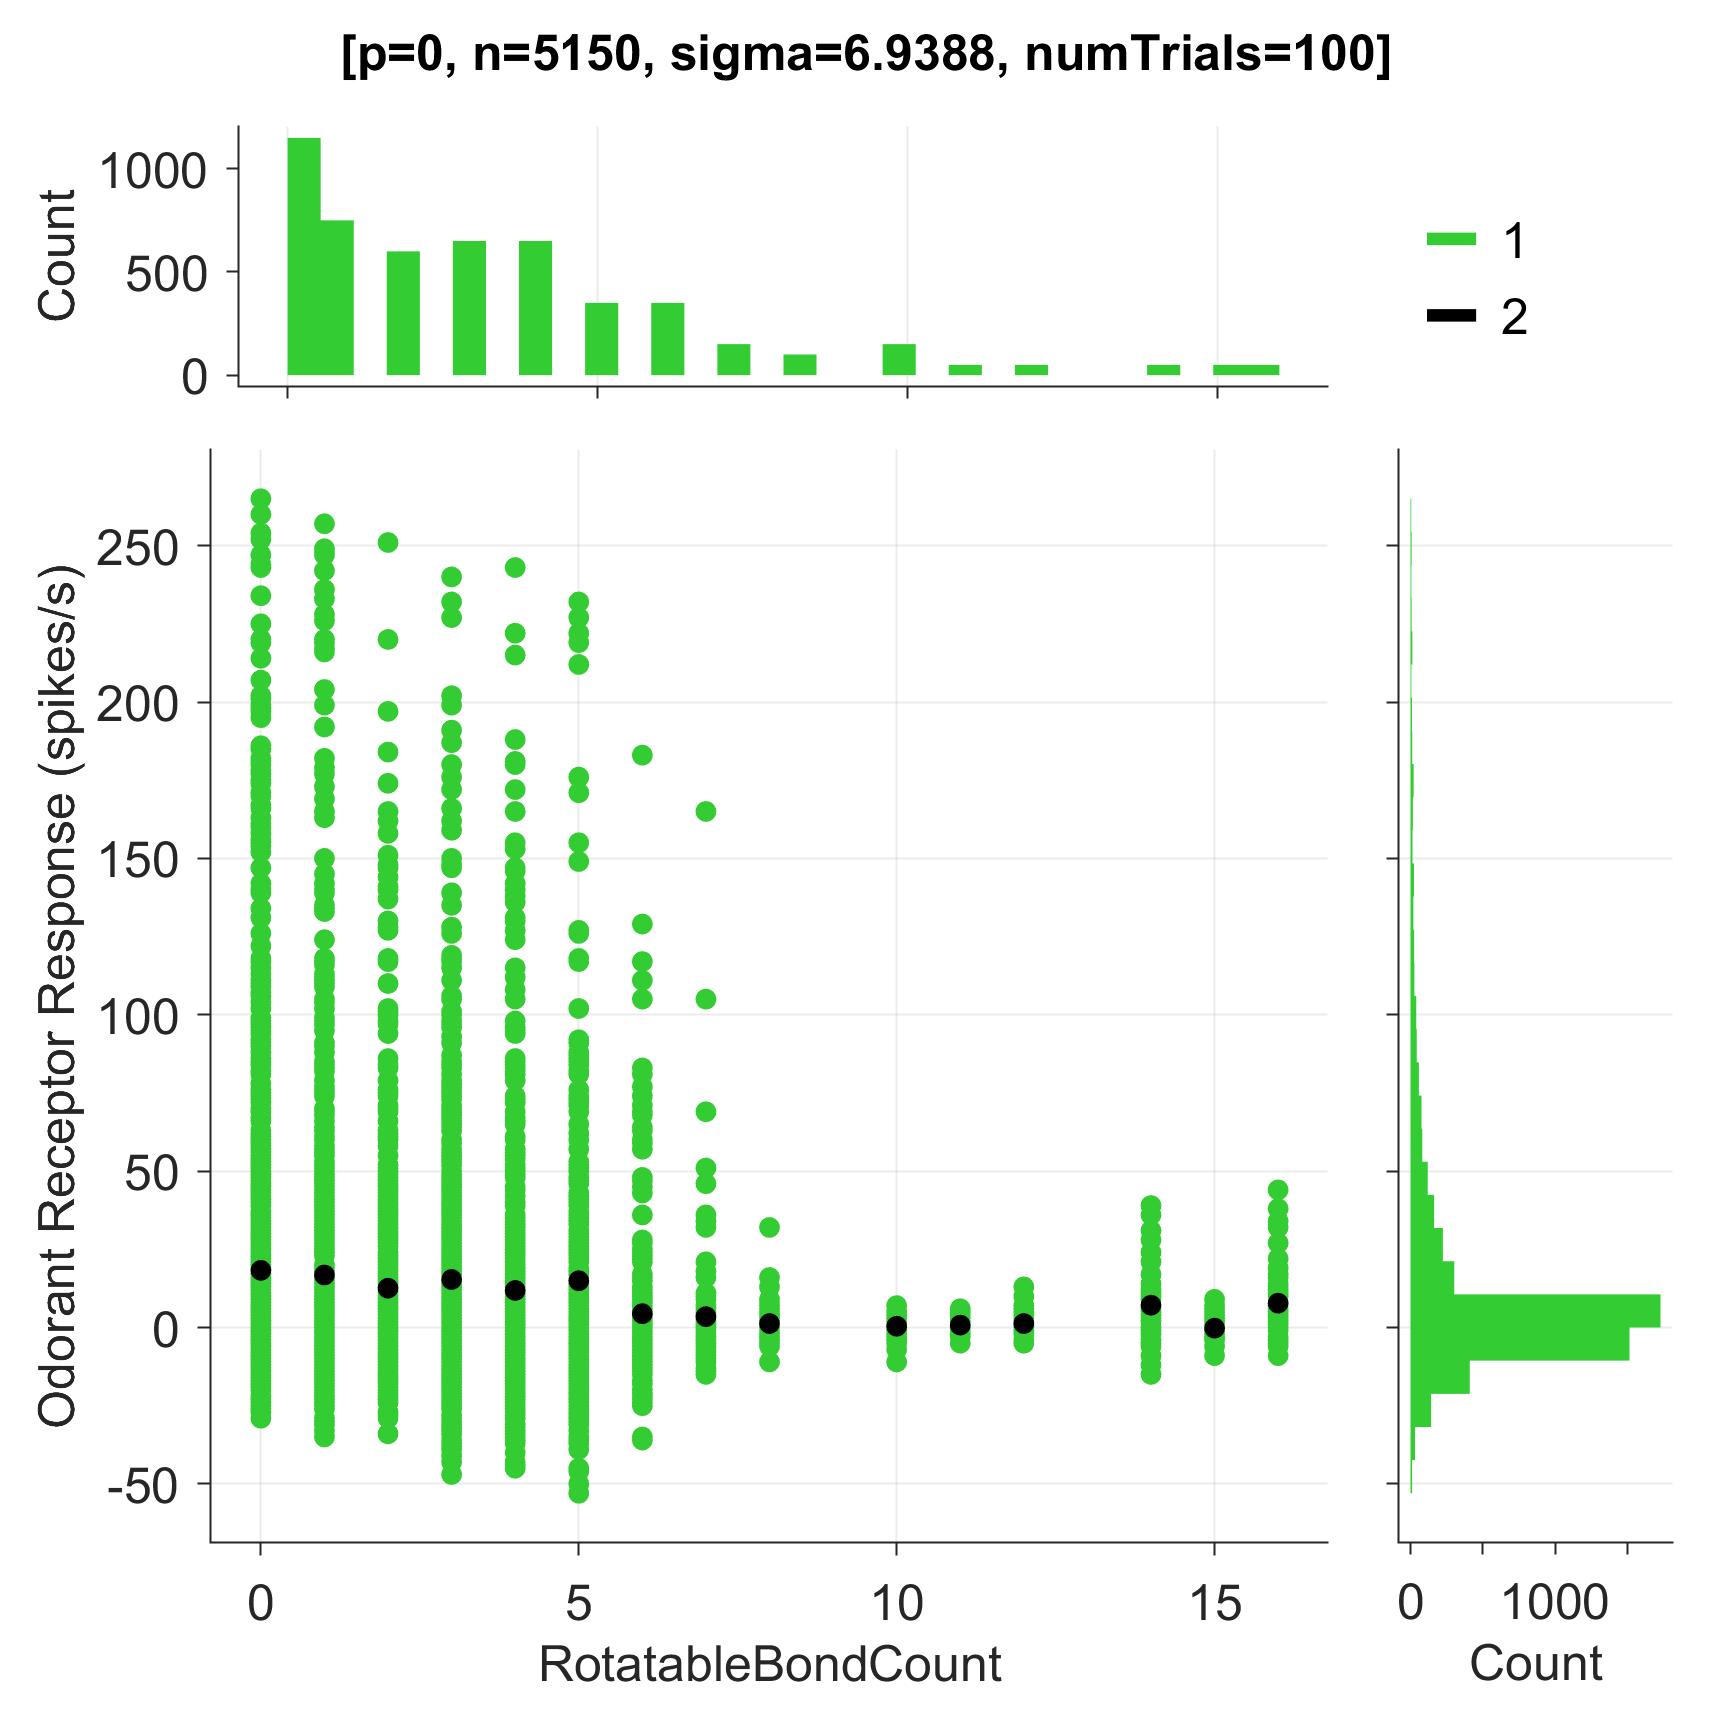 [p=0, n=5150, sigma=6.9388, numTrials=100]
Count
1000
500
0
1
2
Odorant Receptor Response (spikes/s)
250
200
150
100
50
0
-50
0 5 10 15
RotatableBondCount
0 1000
Count